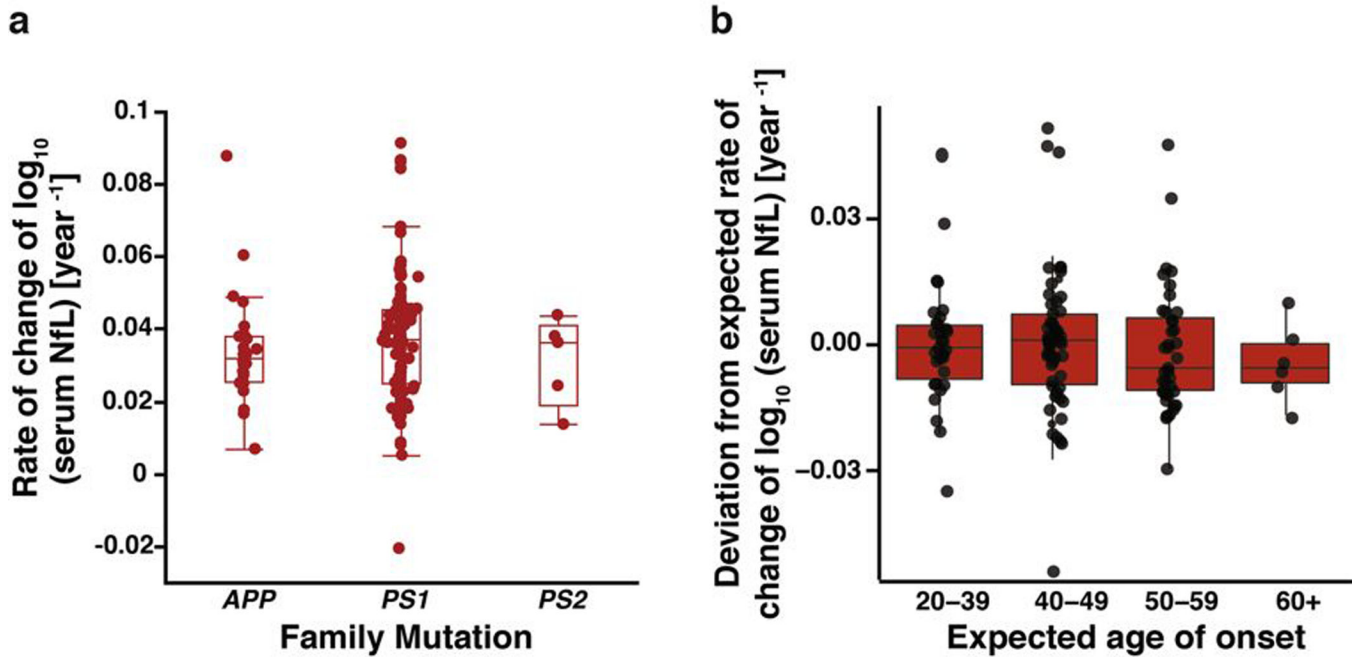 a
Rate of change of log10
(serum NfL) [year -1]
0.1
0.08
0.06
0.04
0.02
0
-0.02
APP PS1 PS2
Family Mutation
b
Deviation from expected rate of
change of log10 (serum NfL) [year -1]
0.03
0.00
−0.03
20–39 40–49 50–59 60+
Expected age of onset